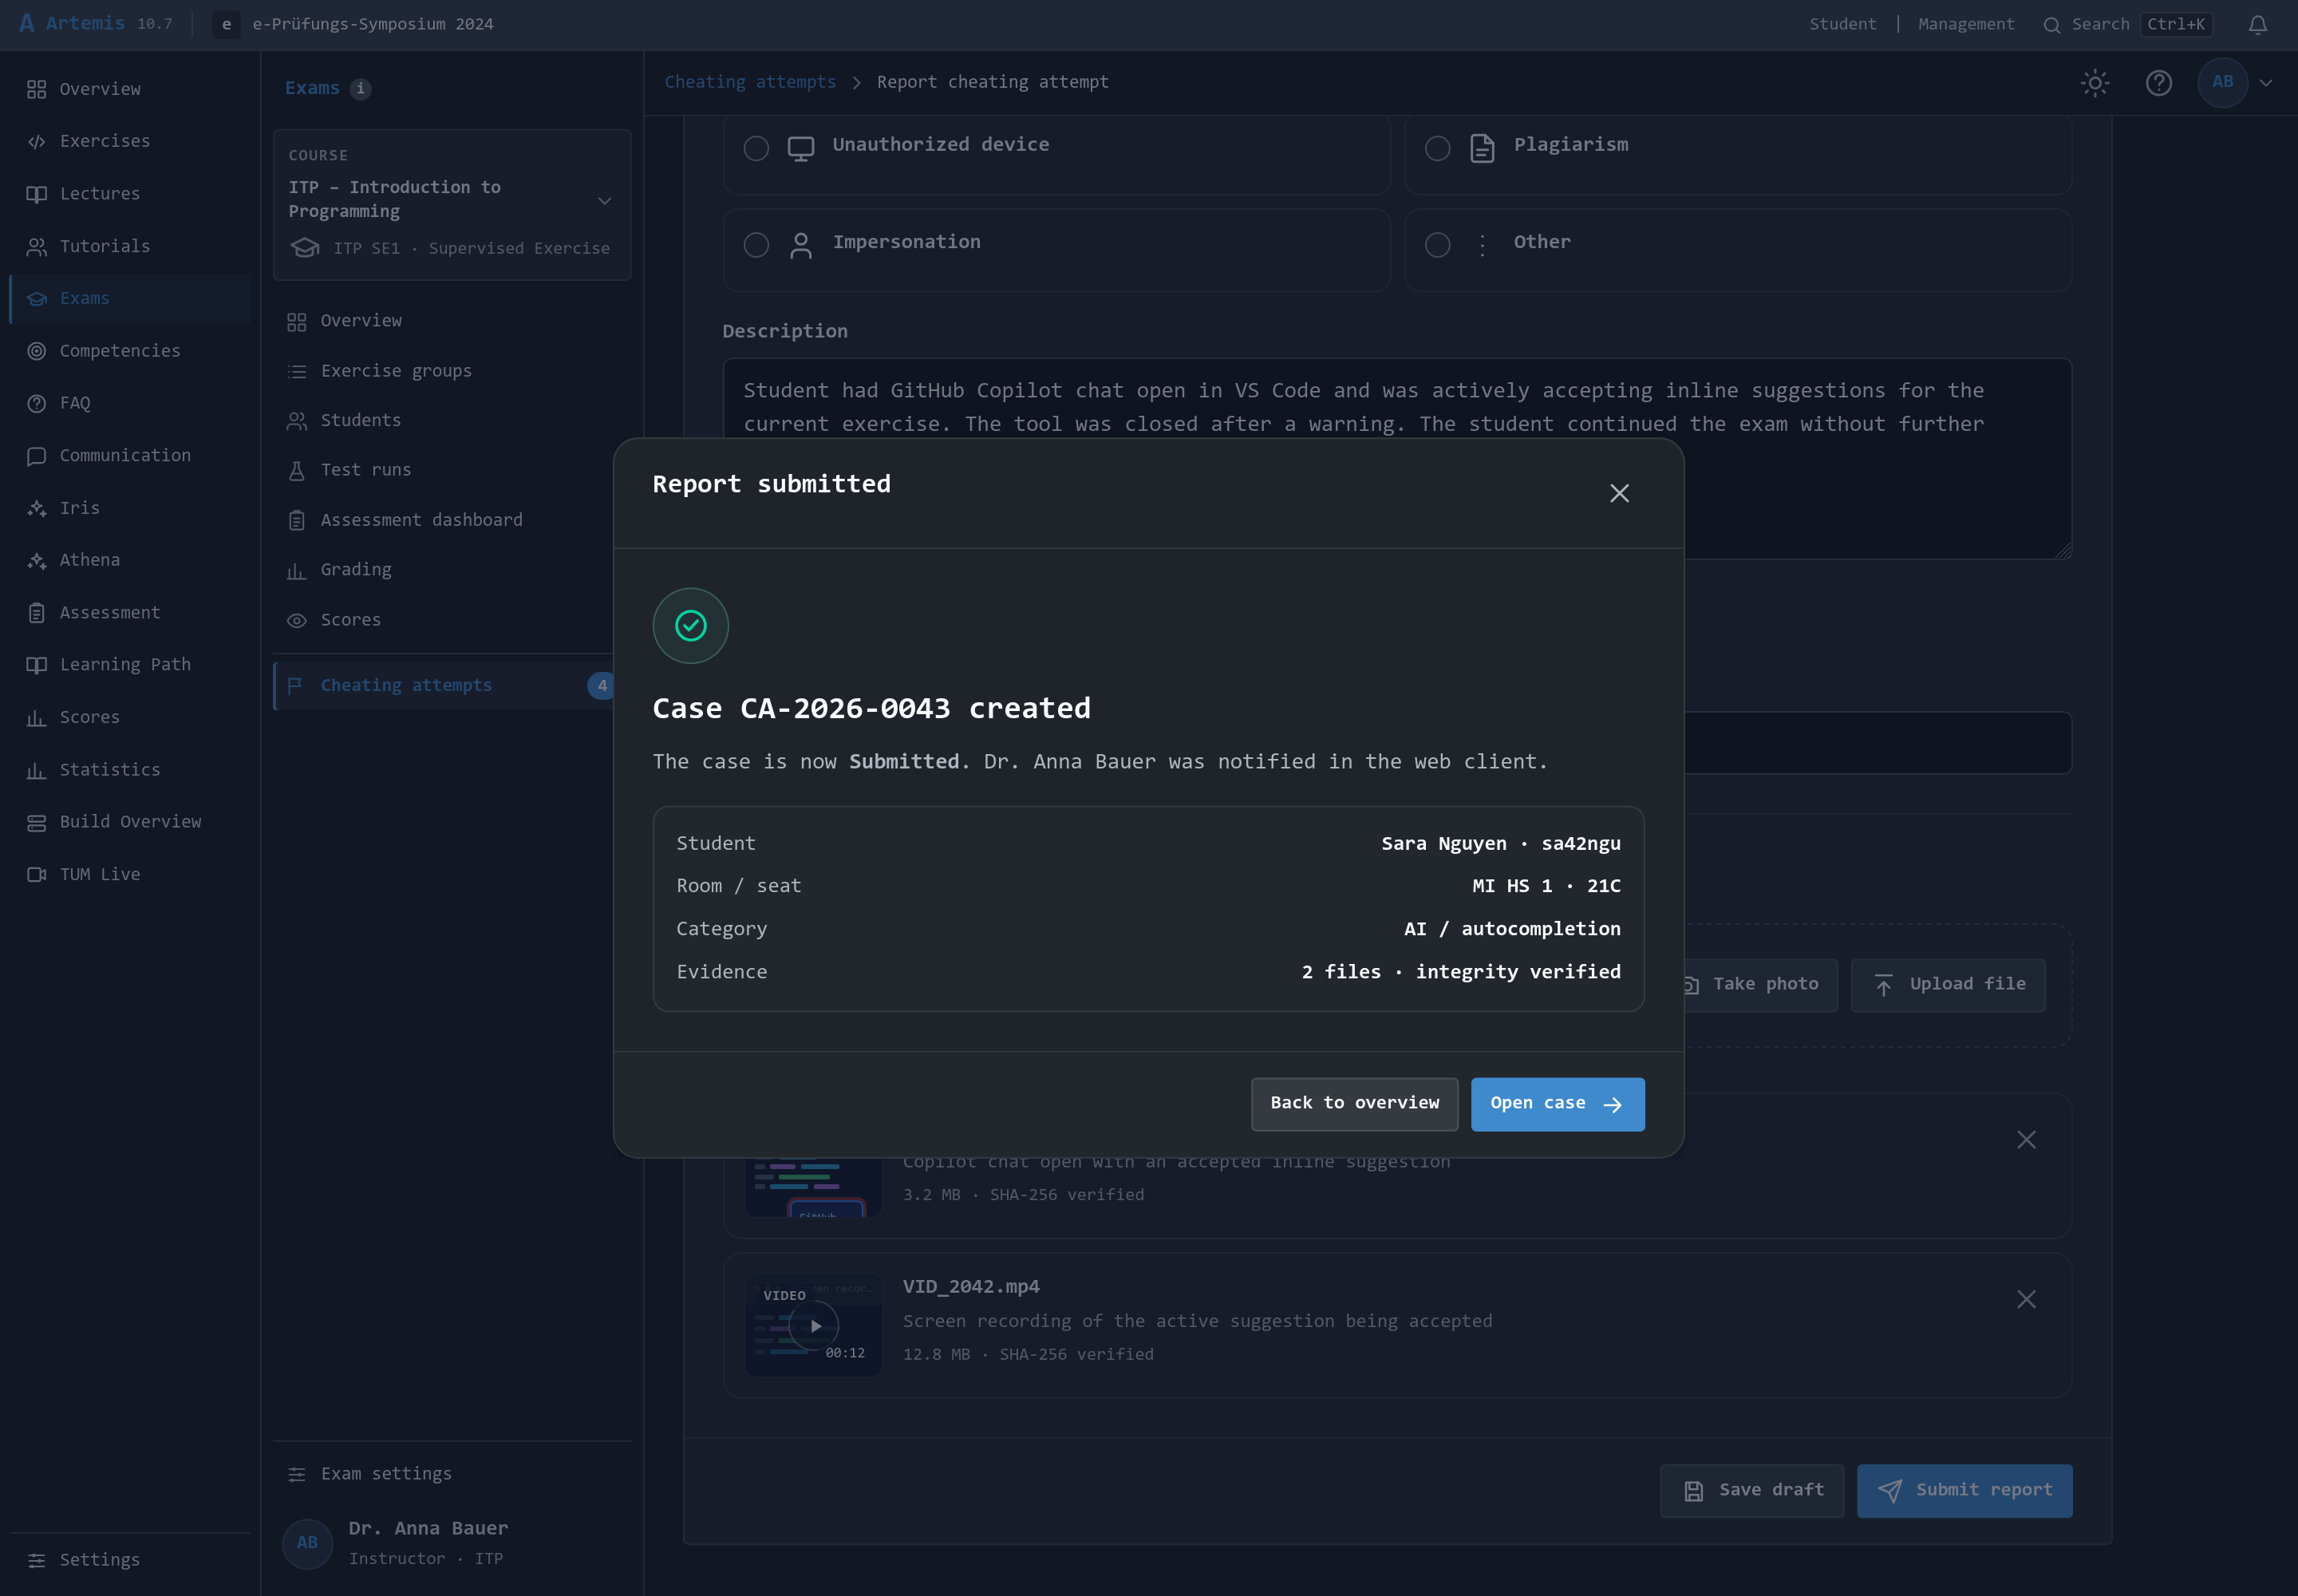 A Artemis 10.7 e e-Prüfungs-Symposium 2024
Student | Management Search Ctrl+K
Overview
Exercises
Lectures
Tutorials
Exams
Competencies
FAQ
Communication
Iris
Athena
Assessment
Learning Path
Scores
Statistics
Build Overview
TUM Live
Settings
Exams i
COURSE
ITP – Introduction to
Programming
ITP SE1 · Supervised Exercise
Overview
Exercise groups
Students
Test runs
Assessment dashboard
Grading
Scores
Cheating attempts 4
Exam settings
AB Dr. Anna Bauer
Instructor · ITP
Cheating attempts > Report cheating attempt
AB
Unauthorized device
Plagiarism
Impersonation
Other
Description
Student had GitHub Copilot chat open in VS Code and was actively accepting inline suggestions for the
current exercise. The tool was closed after a warning. The student continued the exam without further
Report submitted
Case CA-2026-0043 created
The case is now Submitted. Dr. Anna Bauer was notified in the web client.
Student Sara Nguyen · sa42ngu
Room / seat MI HS 1 · 21C
Category AI / autocompletion
Evidence 2 files · integrity verified
Back to overview
Open case
Take photo
Upload file
Copilot chat open with an accepted inline suggestion
3.2 MB · SHA-256 verified
GitHub
VIDEO
00:12
VID_2042.mp4
Screen recording of the active suggestion being accepted
12.8 MB · SHA-256 verified
Save draft
Submit report